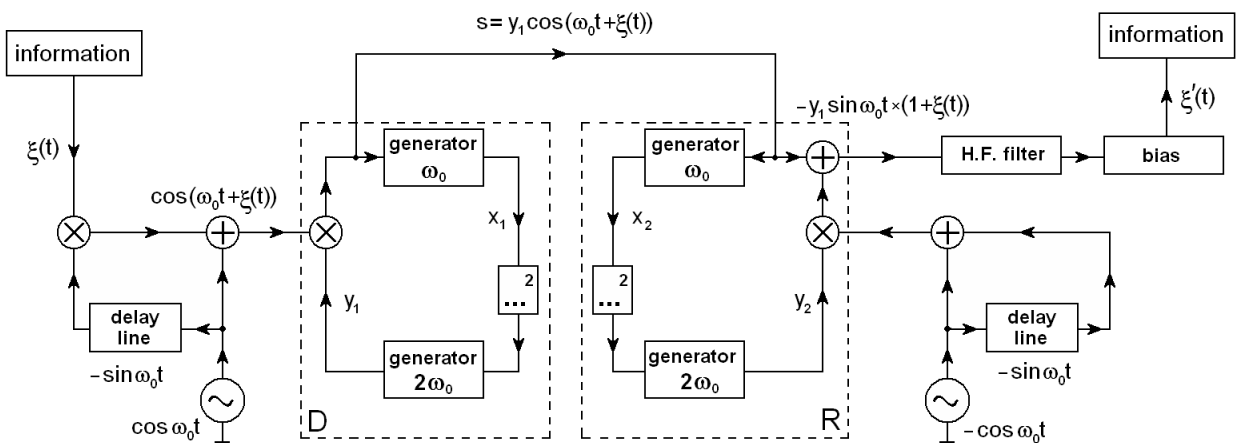 information
ξ(t)
cos(ω₀t+ξ(t))
delay
line
−sinω₀t
cosω₀t
s=y₁cos(ω₀t+ξ(t))
generator
ω₀
x₁
... ²
y₁
generator
2ω₀
D
generator
ω₀
x₂
... ²
y₂
generator
2ω₀
R
−y₁sinω₀t×(1+ξ(t))
H.F. filter
bias
ξ′(t)
information
delay
line
−sinω₀t
−cosω₀t